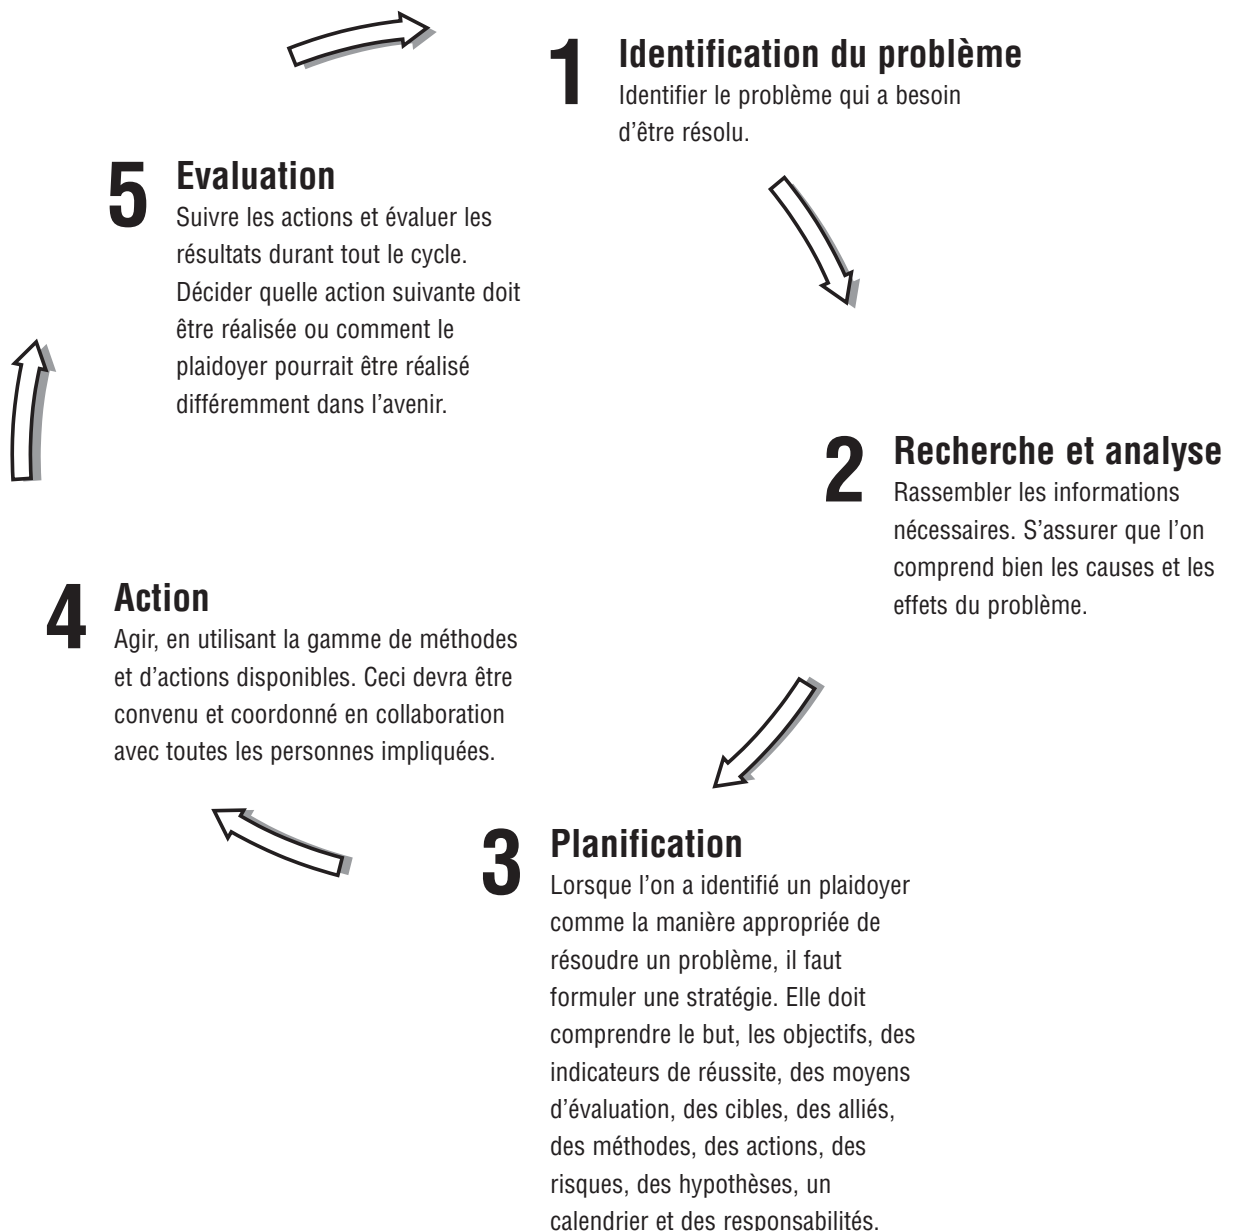 1 Identification du problème
Identifier le problème qui a besoin
d'être résolu.
2 Recherche et analyse
Rassembler les informations
nécessaires. S'assurer que l'on
comprend bien les causes et les
effets du problème.
3 Planification
Lorsque l'on a identifié un plaidoyer
comme la manière appropriée de
résoudre un problème, il faut
formuler une stratégie. Elle doit
comprendre le but, les objectifs, des
indicateurs de réussite, des moyens
d'évaluation, des cibles, des alliés,
des méthodes, des actions, des
risques, des hypothèses, un
calendrier et des responsabilités.
4 Action
Agir, en utilisant la gamme de méthodes
et d'actions disponibles. Ceci devra être
convenu et coordonné en collaboration
avec toutes les personnes impliquées.
5 Evaluation
Suivre les actions et évaluer les
résultats durant tout le cycle.
Décider quelle action suivante doit
être réalisée ou comment le
plaidoyer pourrait être réalisé
différemment dans l'avenir.